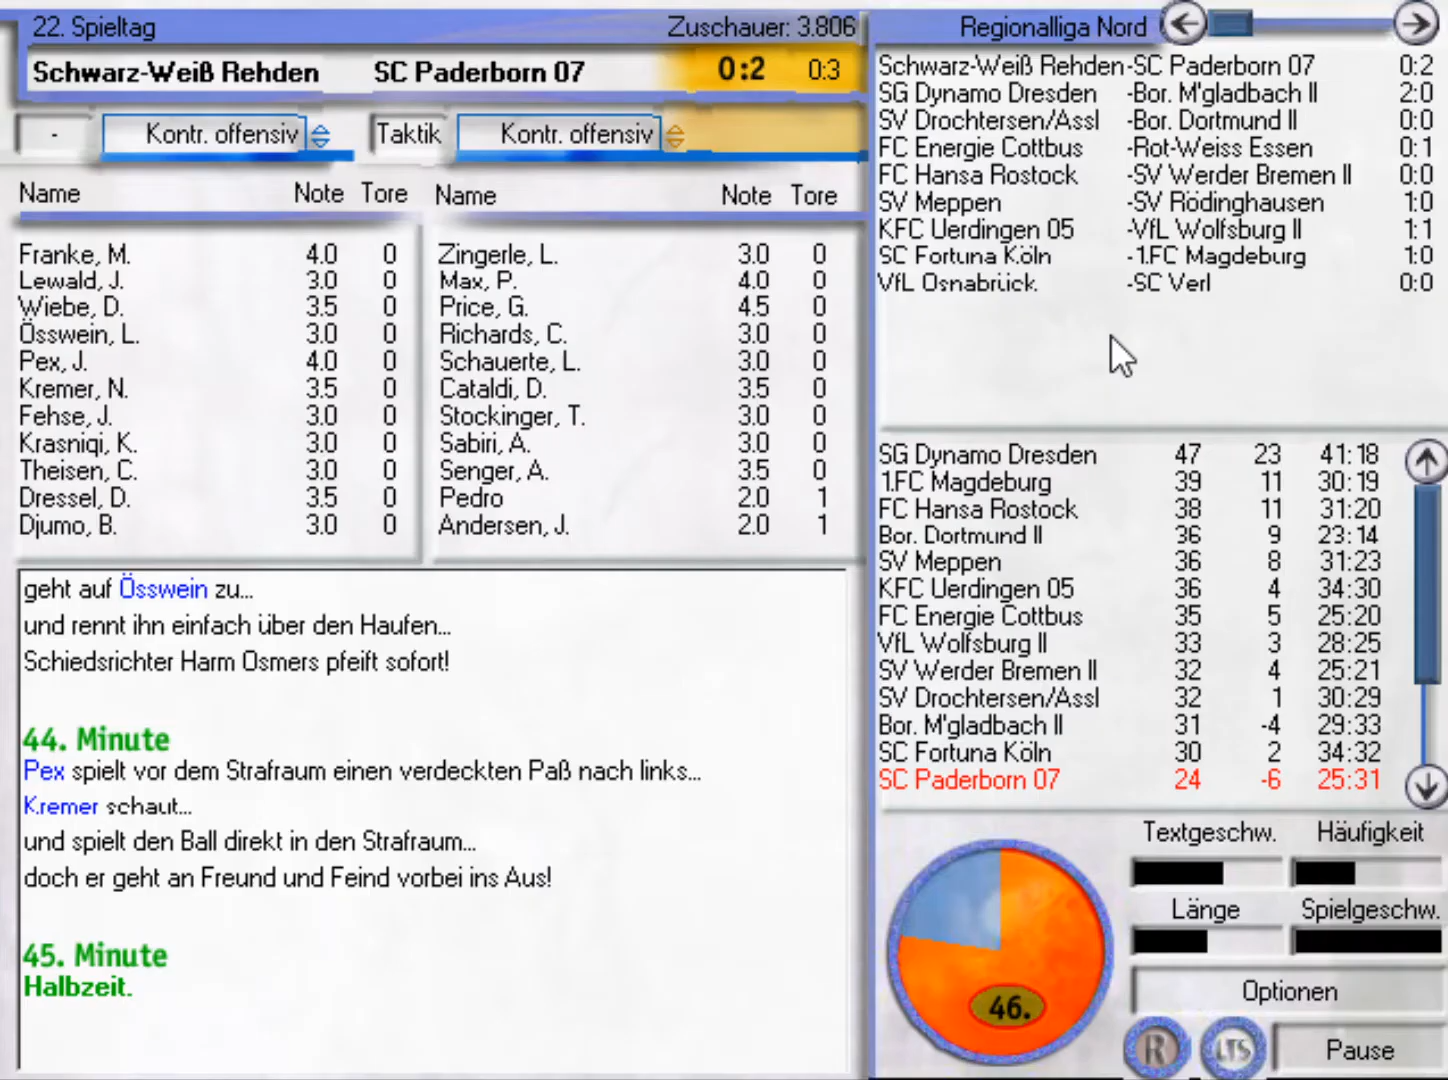 22. Spieltag Zuschauer: 3.806
Schwarz-Weiß Rehden SC Paderborn 07 0:2 0:3
- Kontr. offensiv Taktik Kontr. offensiv
Name Note Tore Name Note Tore
Franke, M. 4.0 0 Zingerle, L. 3.0 0
Lewald, J. 3.0 0 Max, P. 4.0 0
Wiebe, D. 3.5 0 Price, G. 4.5 0
Össwein, L. 3.0 0 Richards, C. 3.0 0
Pex, J. 4.0 0 Schauerte, L. 3.0 0
Kremer, N. 3.5 0 Cataldi, D. 3.5 0
Fehse, J. 3.0 0 Stockinger, T. 3.0 0
Krasniqi, K. 3.0 0 Sabiri, A. 3.0 0
Theisen, C. 3.0 0 Senger, A. 3.5 0
Dressel, D. 3.5 0 Pedro 2.0 1
Djumo, B. 3.0 0 Andersen, J. 2.0 1
geht auf Össwein zu...
und rennt ihn einfach über den Haufen...
Schiedsrichter Harm Osmers pfeift sofort!
44. Minute
Pex spielt vor dem Strafraum einen verdeckten Paß nach links...
Kremer schaut...
und spielt den Ball direkt in den Strafraum...
doch er geht an Freund und Feind vorbei ins Aus!
45. Minute
Halbzeit.
Regionalliga Nord
Schwarz-Weiß Rehden -SC Paderborn 07 0:2
SG Dynamo Dresden -Bor. M'gladbach II 2:0
SV Drochtersen/Assl -Bor. Dortmund II 0:0
FC Energie Cottbus -Rot-Weiss Essen 0:1
FC Hansa Rostock -SV Werder Bremen II 0:0
SV Meppen -SV Rödinghausen 1:0
KFC Uerdingen 05 -VfL Wolfsburg II 1:1
SC Fortuna Köln -1.FC Magdeburg 1:0
VfL Osnabrück -SC Verl 0:0
SG Dynamo Dresden 47 23 41:18
1.FC Magdeburg 39 11 30:19
FC Hansa Rostock 38 11 31:20
Bor. Dortmund II 36 9 23:14
SV Meppen 36 8 31:23
KFC Uerdingen 05 36 4 34:30
FC Energie Cottbus 35 5 25:20
VfL Wolfsburg II 33 3 28:25
SV Werder Bremen II 32 4 25:21
SV Drochtersen/Assl 32 1 30:29
Bor. M'gladbach II 31 -4 29:33
SC Fortuna Köln 30 2 34:32
SC Paderborn 07 24 -6 25:31
Textgeschw. Häufigkeit
Länge Spielgeschw.
46.
Optionen
R LTS Pause